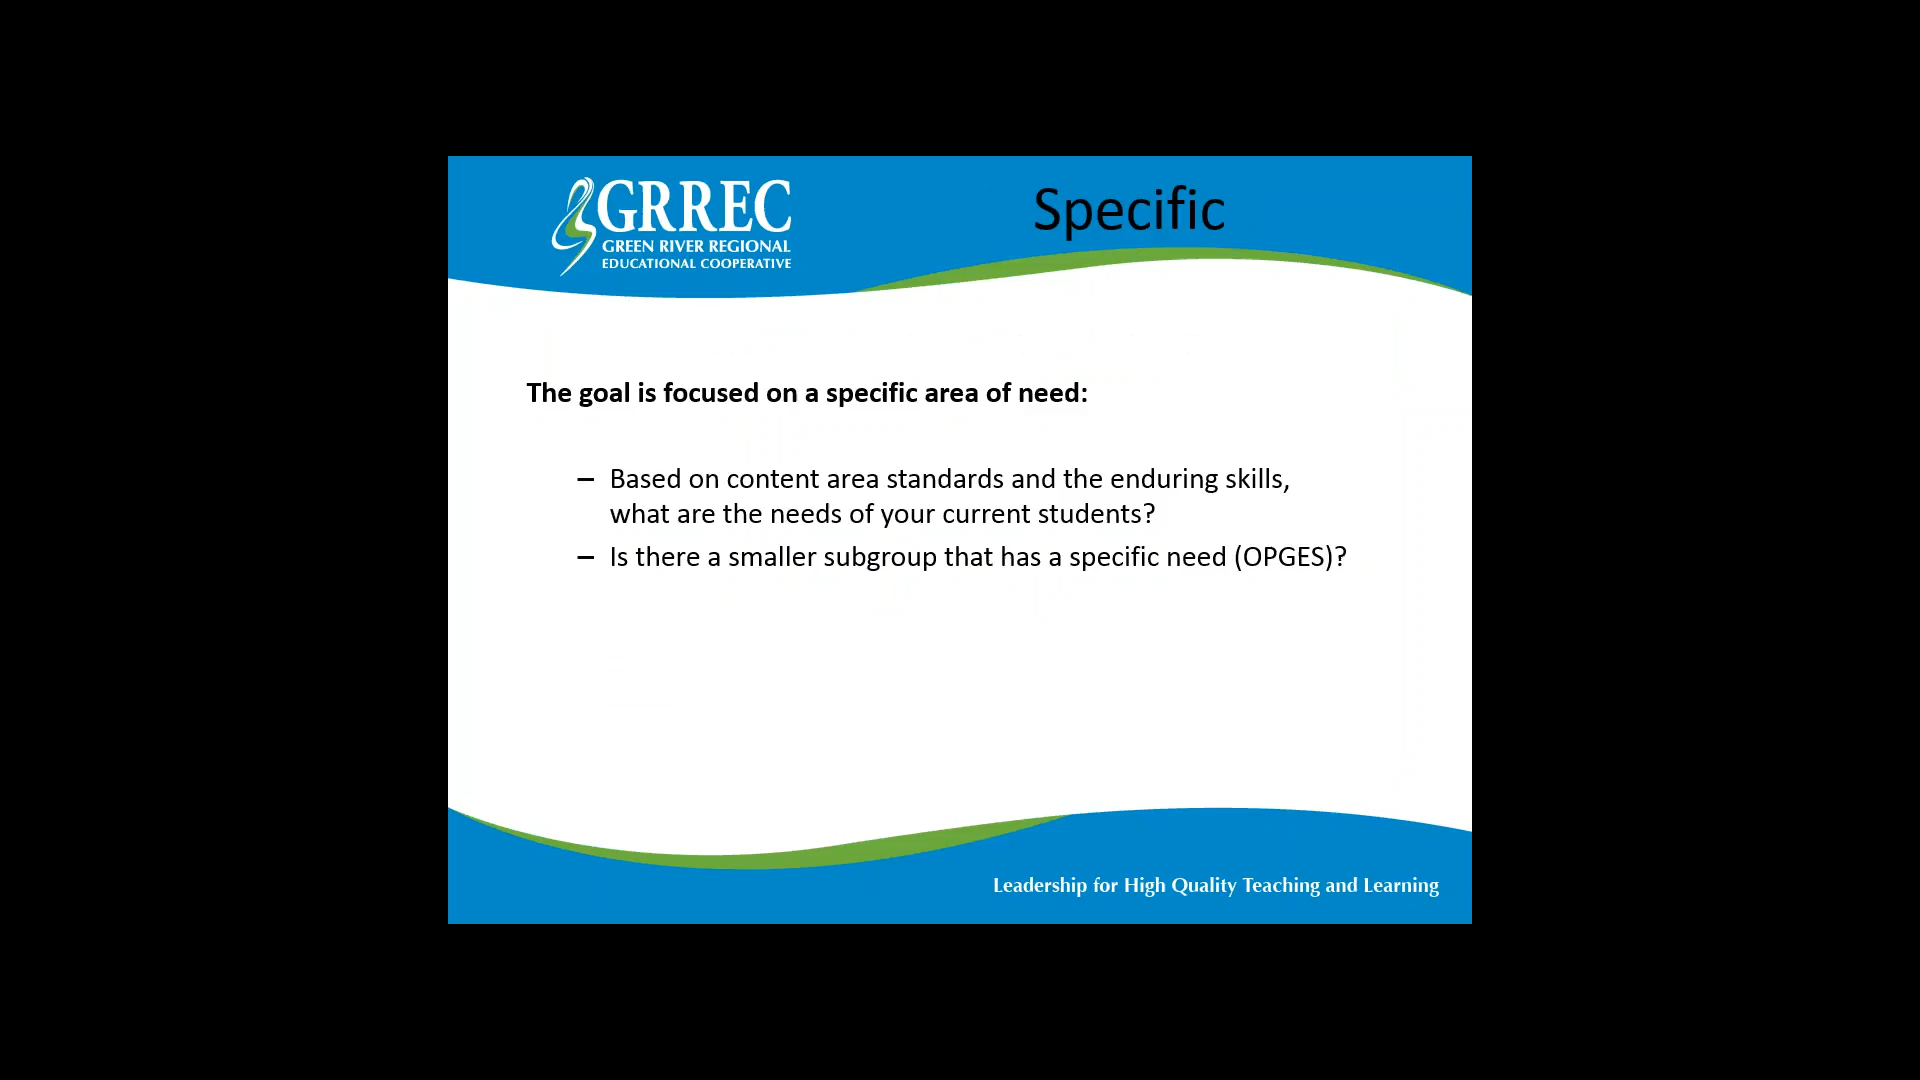 GRREC
GREEN RIVER REGIONAL
EDUCATIONAL COOPERATIVE
Specific
The goal is focused on a specific area of need:
– Based on content area standards and the enduring skills,
what are the needs of your current students?
– Is there a smaller subgroup that has a specific need (OPGES)?
Leadership for High Quality Teaching and Learning